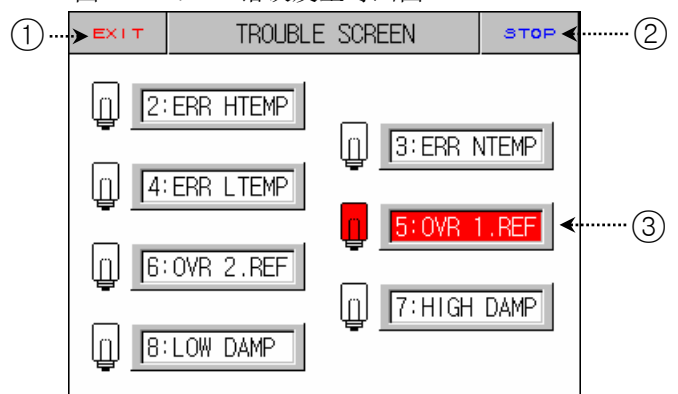 ① EXIT TROUBLE SCREEN STOP ②
2:ERR HTEMP
3:ERR NTEMP
4:ERR LTEMP
5:OVR 1.REF ③
6:OVR 2.REF
7:HIGH DAMP
8:LOW DAMP